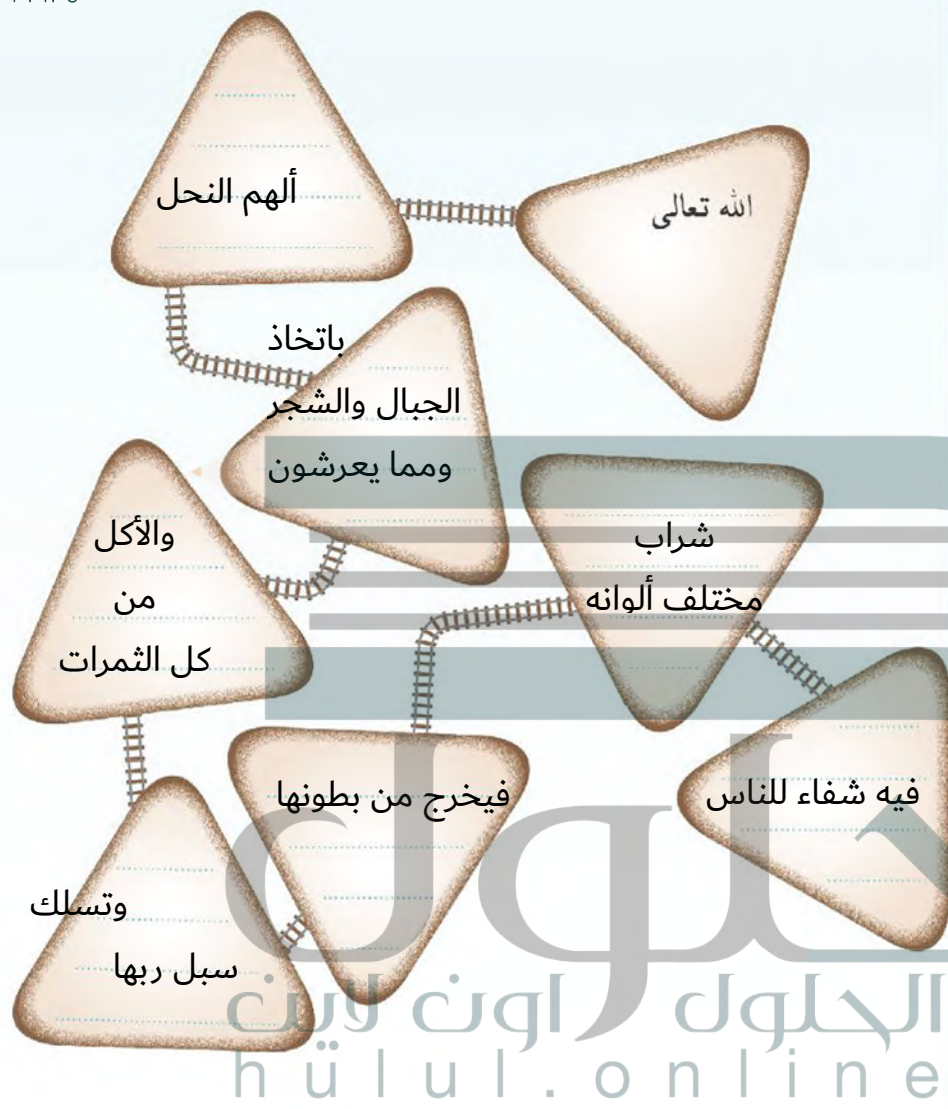 الله تعالى
ألهم النحل
باتخاذ
الجبال والشجر
ومما يعرشون
والأكل
من
كل الثمرات
وتسلك
سبل ربها
فيخرج من بطونها
شراب
مختلف ألوانه
فيه شفاء للناس
حلول
الحلول اون لاين
hulul.online